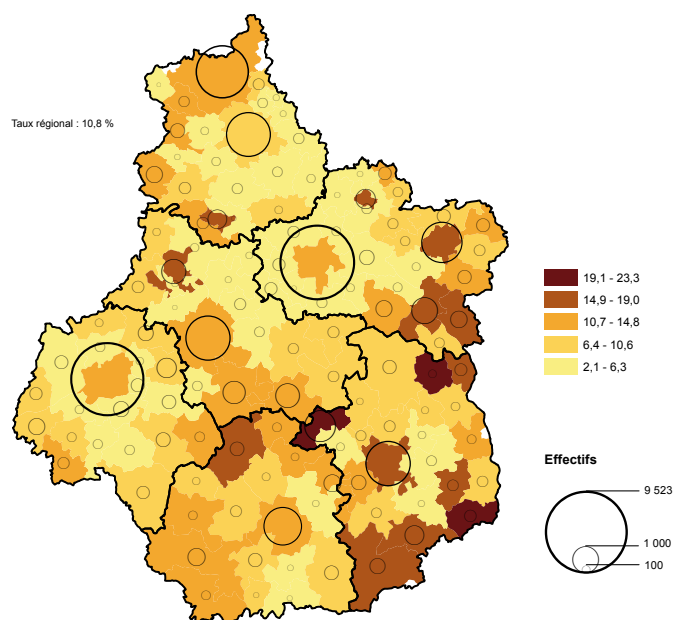 Taux régional : 10,8 %
19,1 - 23,3
14,9 - 19,0
10,7 - 14,8
6,4 - 10,6
2,1 - 6,3
Effectifs
9 523
1 000
100